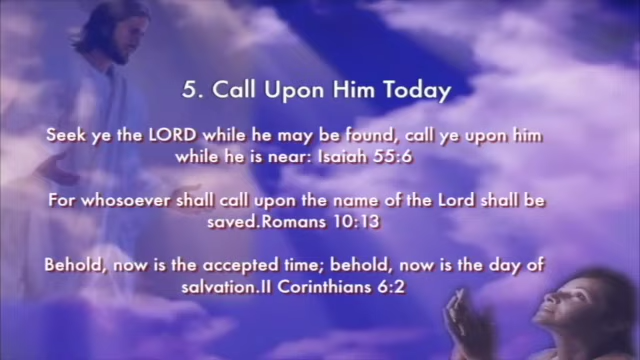 5. Call Upon Him Today
Seek ye the LORD while he may be found, call ye upon him
while he is near: Isaiah 55:6
For whosoever shall call upon the name of the Lord shall be
saved.Romans 10:13
Behold, now is the accepted time; behold, now is the day of
salvation.II Corinthians 6:2